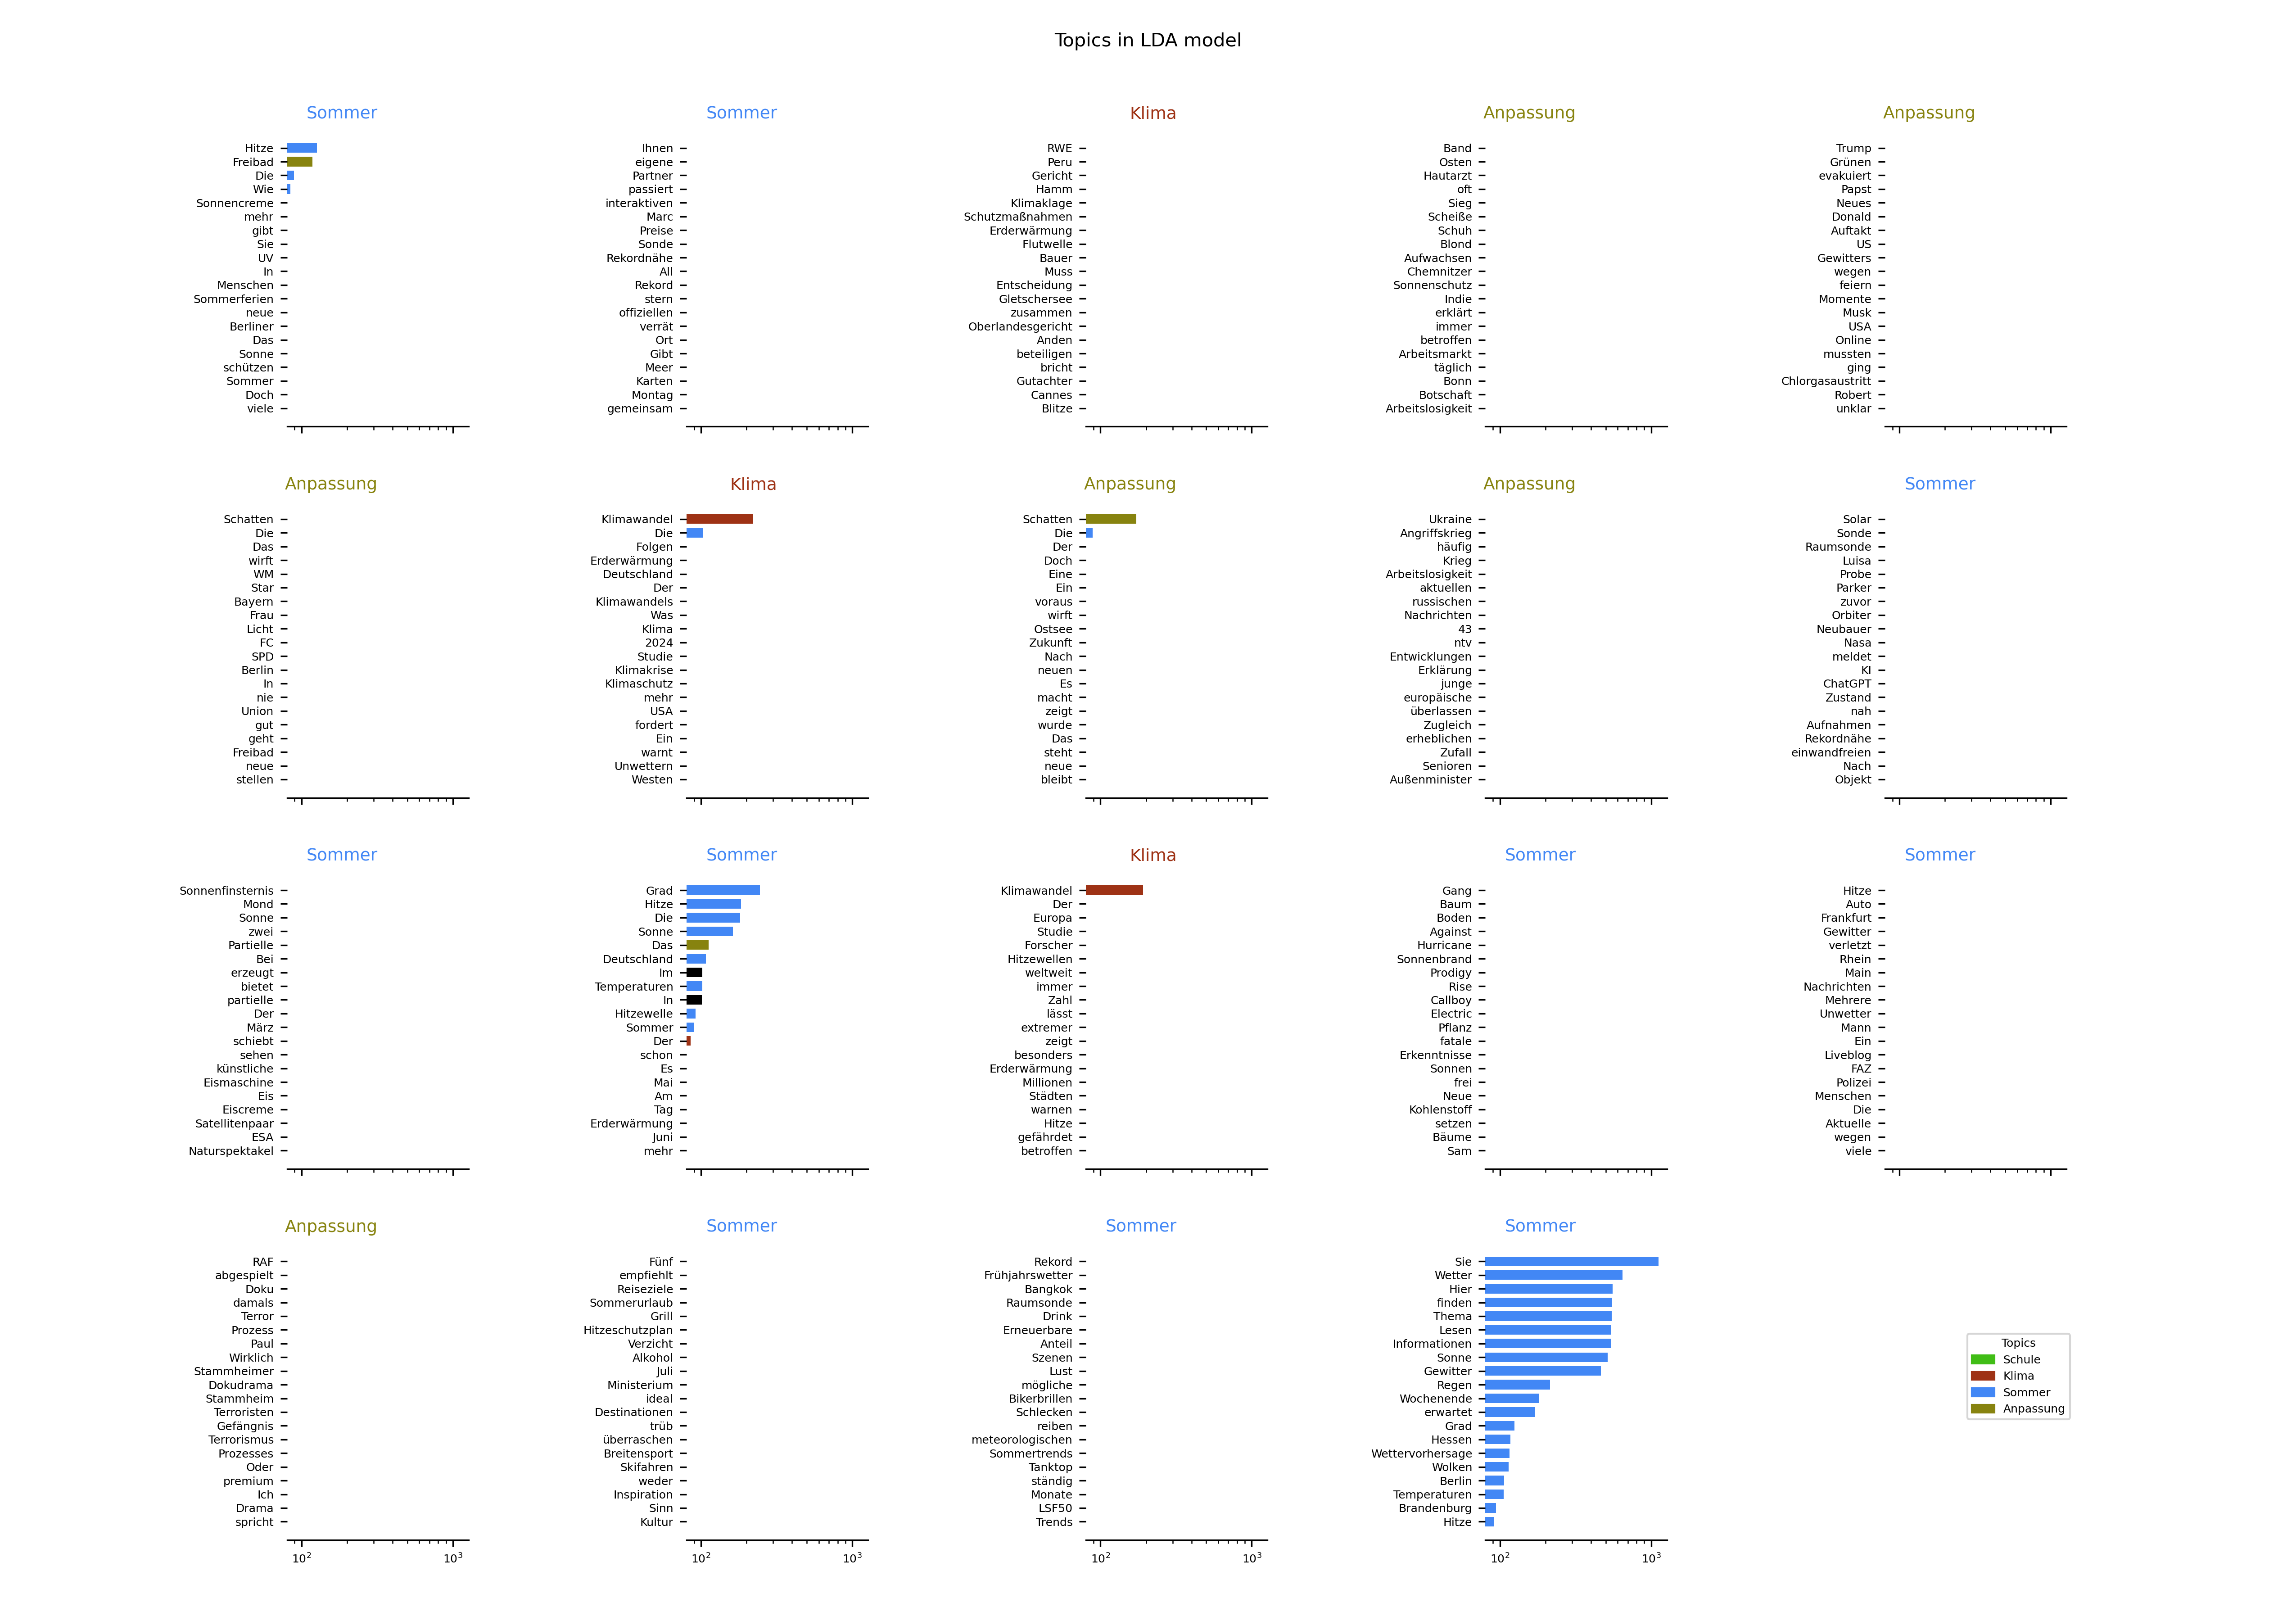 Topics in LDA model
Sommer
Hitze
Freibad
Die
Wie
Sonnencreme
mehr
gibt
Sie
UV
In
Menschen
Sommerferien
neue
Berliner
Das
Sonne
schützen
Sommer
Doch
viele
Sommer
Ihnen
eigene
Partner
passiert
interaktiven
Marc
Preise
Sonde
Rekordnähe
All
Rekord
stern
offiziellen
verrät
Ort
Gibt
Meer
Karten
Montag
gemeinsam
Klima
RWE
Peru
Gericht
Hamm
Klimaklage
Schutzmaßnahmen
Erderwärmung
Flutwelle
Bauer
Muss
Entscheidung
Gletschersee
zusammen
Oberlandesgericht
Anden
beteiligen
bricht
Gutachter
Cannes
Blitze
Anpassung
Band
Osten
Hautarzt
oft
Sieg
Scheiße
Schuh
Blond
Aufwachsen
Chemnitzer
Sonnenschutz
Indie
erklärt
immer
betroffen
Arbeitsmarkt
täglich
Bonn
Botschaft
Arbeitslosigkeit
Anpassung
Trump
Grünen
evakuiert
Papst
Neues
Donald
Auftakt
US
Gewitters
wegen
feiern
Momente
Musk
USA
Online
mussten
ging
Chlorgasaustritt
Robert
unklar
Anpassung
Schatten
Die
Das
wirft
WM
Star
Bayern
Frau
Licht
FC
SPD
Berlin
In
nie
Union
gut
geht
Freibad
neue
stellen
Klima
Klimawandel
Die
Folgen
Erderwärmung
Deutschland
Der
Klimawandels
Was
Klima
2024
Studie
Klimakrise
Klimaschutz
mehr
USA
fordert
Ein
warnt
Unwettern
Westen
Anpassung
Schatten
Die
Der
Doch
Eine
Ein
voraus
wirft
Ostsee
Zukunft
Nach
neuen
Es
macht
zeigt
wurde
Das
steht
neue
bleibt
Anpassung
Ukraine
Angriffskrieg
häufig
Krieg
Arbeitslosigkeit
aktuellen
russischen
Nachrichten
43
ntv
Entwicklungen
Erklärung
junge
europäische
überlassen
Zugleich
erheblichen
Zufall
Senioren
Außenminister
Sommer
Solar
Sonde
Raumsonde
Luisa
Probe
Parker
zuvor
Orbiter
Neubauer
Nasa
meldet
KI
ChatGPT
Zustand
nah
Aufnahmen
Rekordnähe
einwandfreien
Nach
Objekt
Sommer
Sonnenfinsternis
Mond
Sonne
zwei
Partielle
Bei
erzeugt
bietet
partielle
Der
März
schiebt
sehen
künstliche
Eismaschine
Eis
Eiscreme
Satellitenpaar
ESA
Naturspektakel
Sommer
Grad
Hitze
Die
Sonne
Das
Deutschland
Im
Temperaturen
In
Hitzewelle
Sommer
Der
schon
Es
Mai
Am
Tag
Erderwärmung
Juni
mehr
Klima
Klimawandel
Der
Europa
Studie
Forscher
Hitzewellen
weltweit
immer
Zahl
lässt
extremer
zeigt
besonders
Erderwärmung
Millionen
Städten
warnen
Hitze
gefährdet
betroffen
Sommer
Gang
Baum
Boden
Against
Hurricane
Sonnenbrand
Prodigy
Rise
Callboy
Electric
Pflanz
fatale
Erkenntnisse
Sonnen
frei
Neue
Kohlenstoff
setzen
Bäume
Sam
Sommer
Hitze
Auto
Frankfurt
Gewitter
verletzt
Rhein
Main
Nachrichten
Mehrere
Unwetter
Mann
Ein
Liveblog
FAZ
Polizei
Menschen
Die
Aktuelle
wegen
viele
Anpassung
RAF
abgespielt
Doku
damals
Terror
Prozess
Paul
Wirklich
Stammheimer
Dokudrama
Stammheim
Terroristen
Gefängnis
Terrorismus
Prozesses
Oder
premium
Ich
Drama
spricht
10² 10³
Sommer
Fünf
empfiehlt
Reiseziele
Sommerurlaub
Grill
Hitzeschutzplan
Verzicht
Alkohol
Juli
Ministerium
ideal
Destinationen
trüb
überraschen
Breitensport
Skifahren
weder
Inspiration
Sinn
Kultur
10² 10³
Sommer
Rekord
Frühjahrswetter
Bangkok
Raumsonde
Drink
Erneuerbare
Anteil
Szenen
Lust
mögliche
Bikerbrillen
Schlecken
reiben
meteorologischen
Sommertrends
Tanktop
ständig
Monate
LSF50
Trends
10² 10³
Sommer
Sie
Wetter
Hier
finden
Thema
Lesen
Informationen
Sonne
Gewitter
Regen
Wochenende
erwartet
Grad
Hessen
Wettervorhersage
Wolken
Berlin
Temperaturen
Brandenburg
Hitze
10² 10³
Topics
Schule
Klima
Sommer
Anpassung